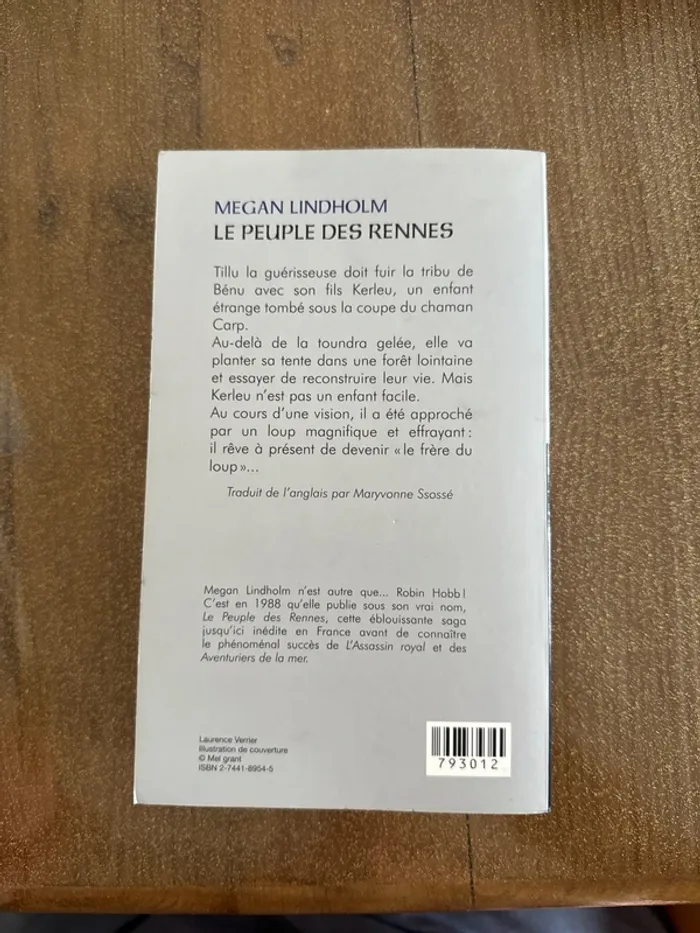 MEGAN LINDHOLM
LE PEUPLE DES RENNES
Tillu la guérisseuse doit fuir la tribu de
Bénu avec son fils Kerleu, un enfant
étrange tombé sous la coupe du chaman
Carp.
Au-delà de la toundra gelée, elle va
planter sa tente dans une forêt lointaine
et essayer de reconstruire leur vie. Mais
Kerleu n'est pas un enfant facile.
Au cours d'une vision, il a été approché
par un loup magnifique et effrayant :
il rêve à présent de devenir « le frère du
loup »...
Traduit de l'anglais par Maryvonne Ssossé
Megan Lindholm n'est autre que... Robin Hobb !
C'est en 1988 qu'elle publie sous son vrai nom,
Le Peuple des Rennes, cette éblouissante saga
jusqu'ici inédite en France avant de connaître
le phénoménal succès de L'Assassin royal et des
Aventuriers de la mer.
Laurence Verrier
Illustration de couverture
© Mel grant
ISBN 2-7441-8954-5
793012